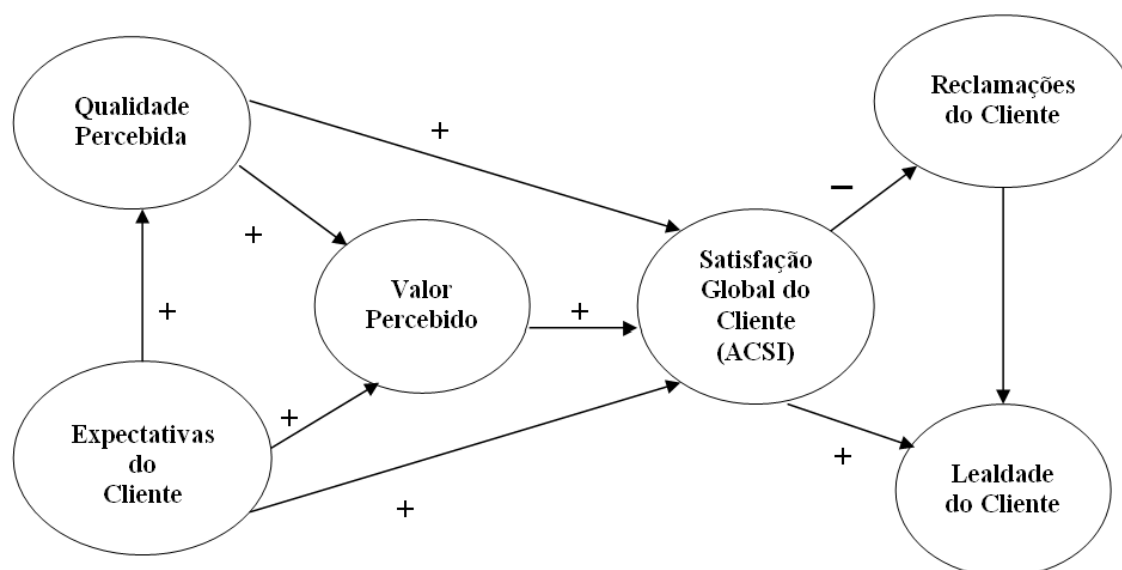 Qualidade
Percebida
+
+
+
Expectativas
do
Cliente
+
+
Valor
Percebido
+
Satisfação
Global do
Cliente
(ACSI)
−
+
Reclamações
do Cliente
Lealdade
do Cliente